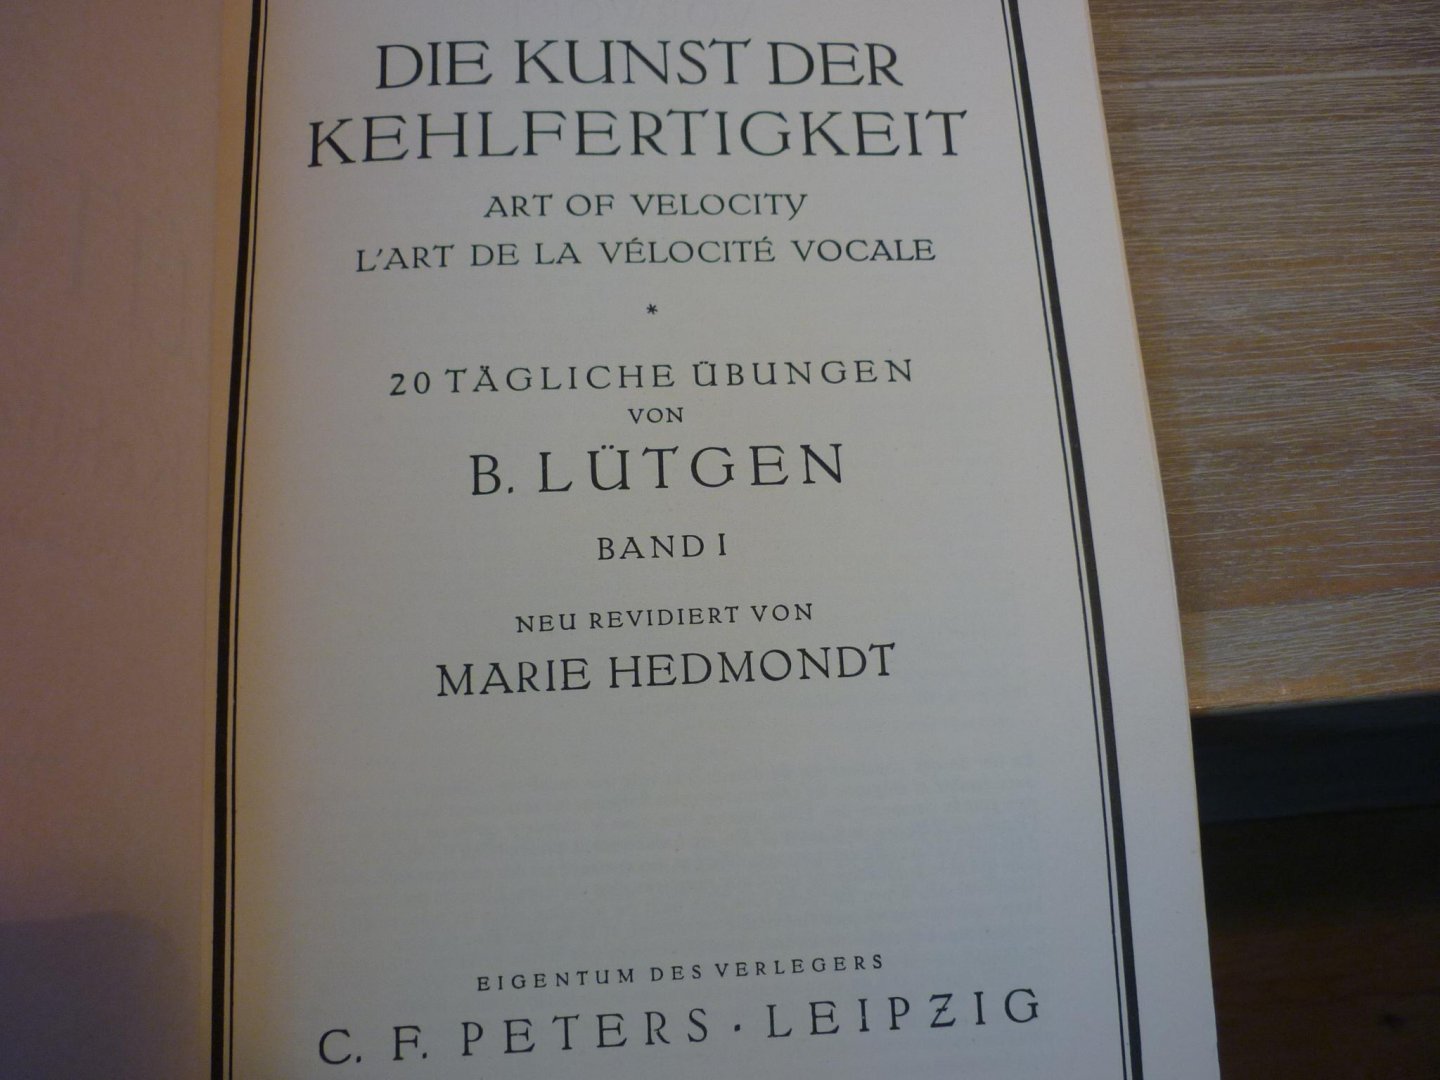 DIE KUNST DER
KEHLFERTIGKEIT
ART OF VELOCITY
L'ART DE LA VÉLOCITÉ VOCALE
*
20 TÄGLICHE ÜBUNGEN
VON
B. LÜTGEN
BAND I
NEU REVIDIERT VON
MARIE HEDMONDT
EIGENTUM DES VERLEGERS
C. F. PETERS · LEIPZIG